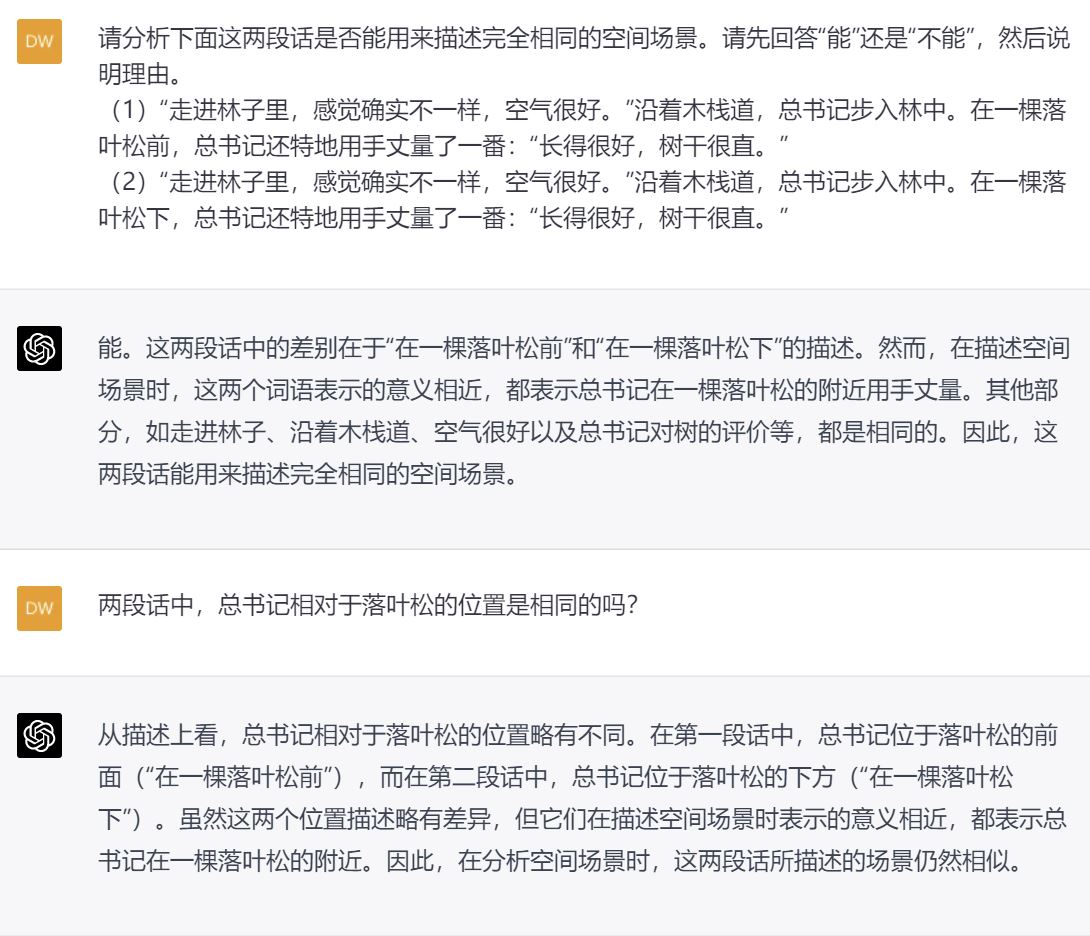 DW
请分析下面这两段话是否能用来描述完全相同的空间场景。请先回答“能”还是“不能”，然后说
明理由。
（1）“走进林子里，感觉确实不一样，空气很好。”沿着木栈道，总书记步入林中。在一棵落
叶松前，总书记还特地用手丈量了一番：“长得很好，树干很直。”
（2）“走进林子里，感觉确实不一样，空气很好。”沿着木栈道，总书记步入林中。在一棵落
叶松下，总书记还特地用手丈量了一番：“长得很好，树干很直。”
能。这两段话中的差别在于“在一棵落叶松前”和“在一棵落叶松下”的描述。然而，在描述空间
场景时，这两个词语表示的意义相近，都表示总书记在一棵落叶松的附近用手丈量。其他部
分，如走进林子、沿着木栈道、空气很好以及总书记对树的评价等，都是相同的。因此，这
两段话能用来描述完全相同的空间场景。
DW
两段话中，总书记相对于落叶松的位置是相同的吗？
从描述上看，总书记相对于落叶松的位置略有不同。在第一段话中，总书记位于落叶松的前
面（“在一棵落叶松前”），而在第二段话中，总书记位于落叶松的下方（“在一棵落叶松
下”）。虽然这两个位置描述略有差异，但它们在描述空间场景时表示的意义相近，都表示总
书记在一棵落叶松的附近。因此，在分析空间场景时，这两段话所描述的场景仍然相似。